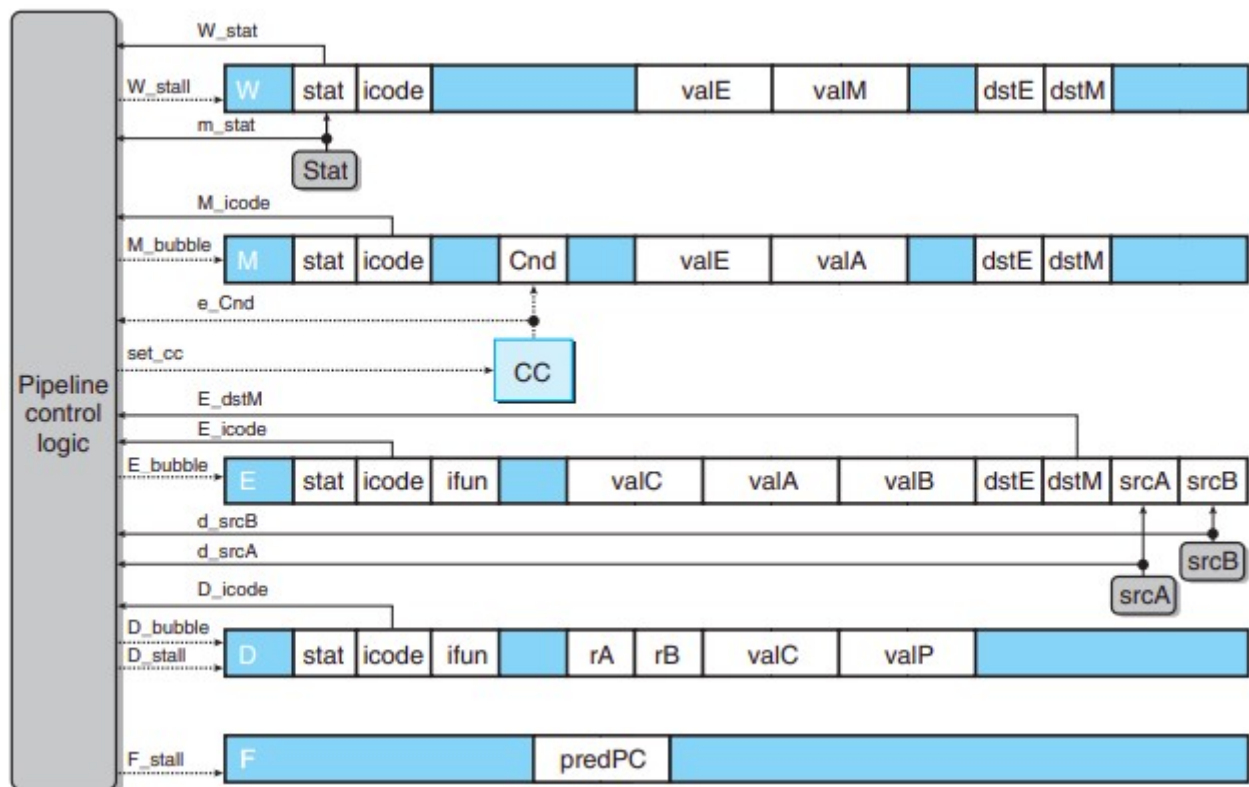 W_stat
W_stall
W stat icode valE valM dstE dstM
m_stat
Stat
M_icode
M_bubble
M stat icode Cnd valE valA dstE dstM
e_Cnd
set_cc
CC
Pipeline
control
logic
E_dstM
E_icode
E_bubble
E stat icode ifun valC valA valB dstE dstM srcA srcB
d_srcB
srcB
d_srcA
srcA
D_icode
D_bubble
D_stall
D stat icode ifun rA rB valC valP
F_stall
F predPC